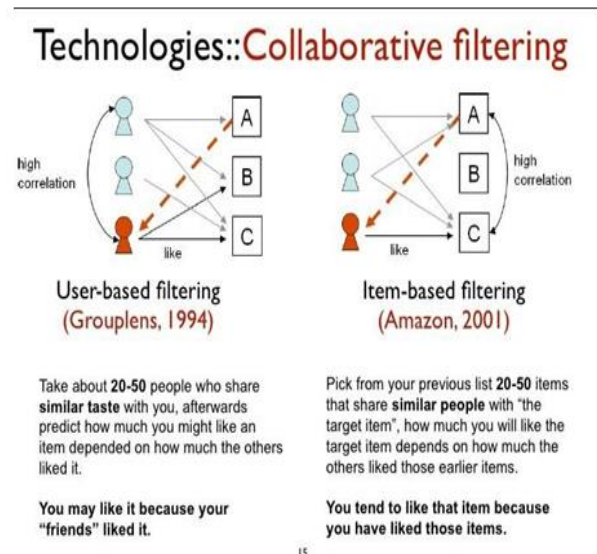 Technologies::Collaborative filtering
high
correlation
A
B
C
like
User-based filtering
(Grouplens, 1994)
Take about 20-50 people who share
similar taste with you, afterwards
predict how much you might like an
item depended on how much the others
liked it.
You may like it because your
"friends" liked it.
A
B
C
high
correlation
like
Item-based filtering
(Amazon, 2001)
Pick from your previous list 20-50 items
that share similar people with "the
target item", how much you will like the
target item depends on how much the
others liked those earlier items.
You tend to like that item because
you have liked those items.
15